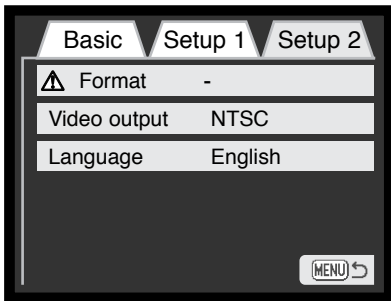 Basic Setup 1 Setup 2
Format -
Video output NTSC
Language English
MENU